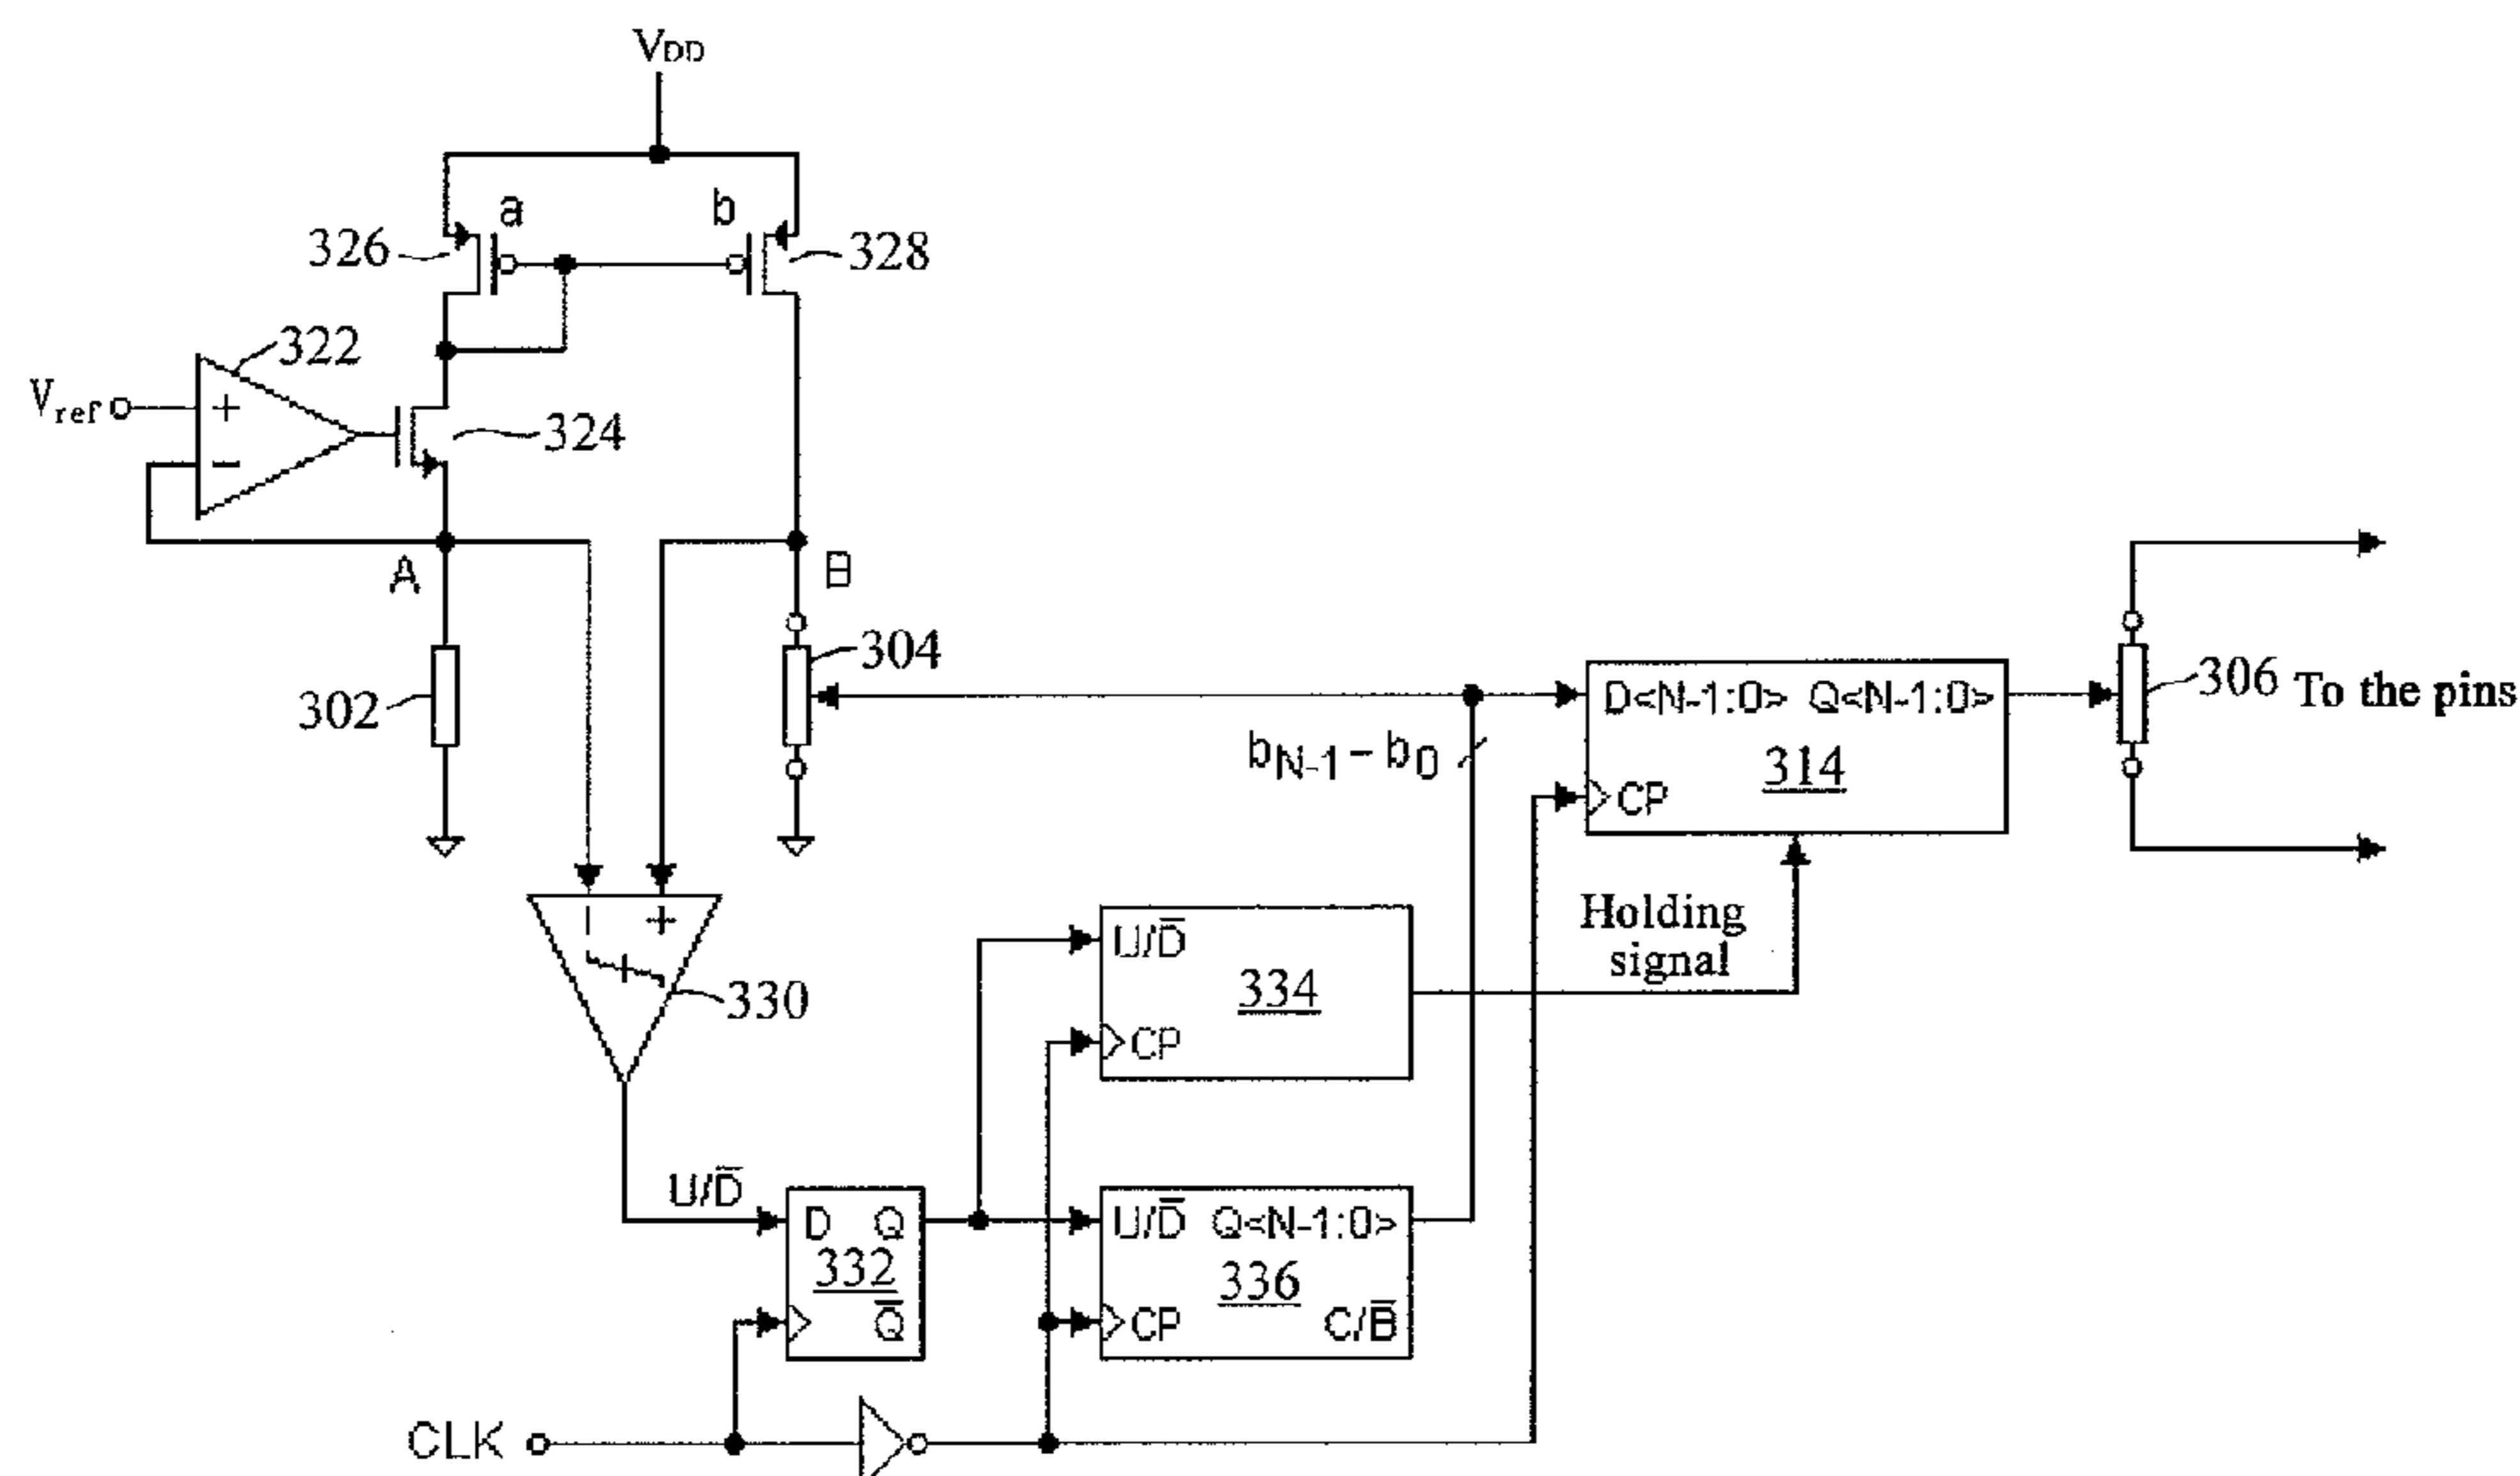 VDD
a
b
326
328
322
Vref
+
324
−
A
B
304
302
306
To the pins
D<N-1:0> Q<N-1:0>
bN-1 – b0
314
CP
Holding
signal
− +
U/D̅
334
330
CP
U/D̅
D Q
332
Q̅
U/D̅ Q<N-1:0>
336
CP C/B̅
CLK